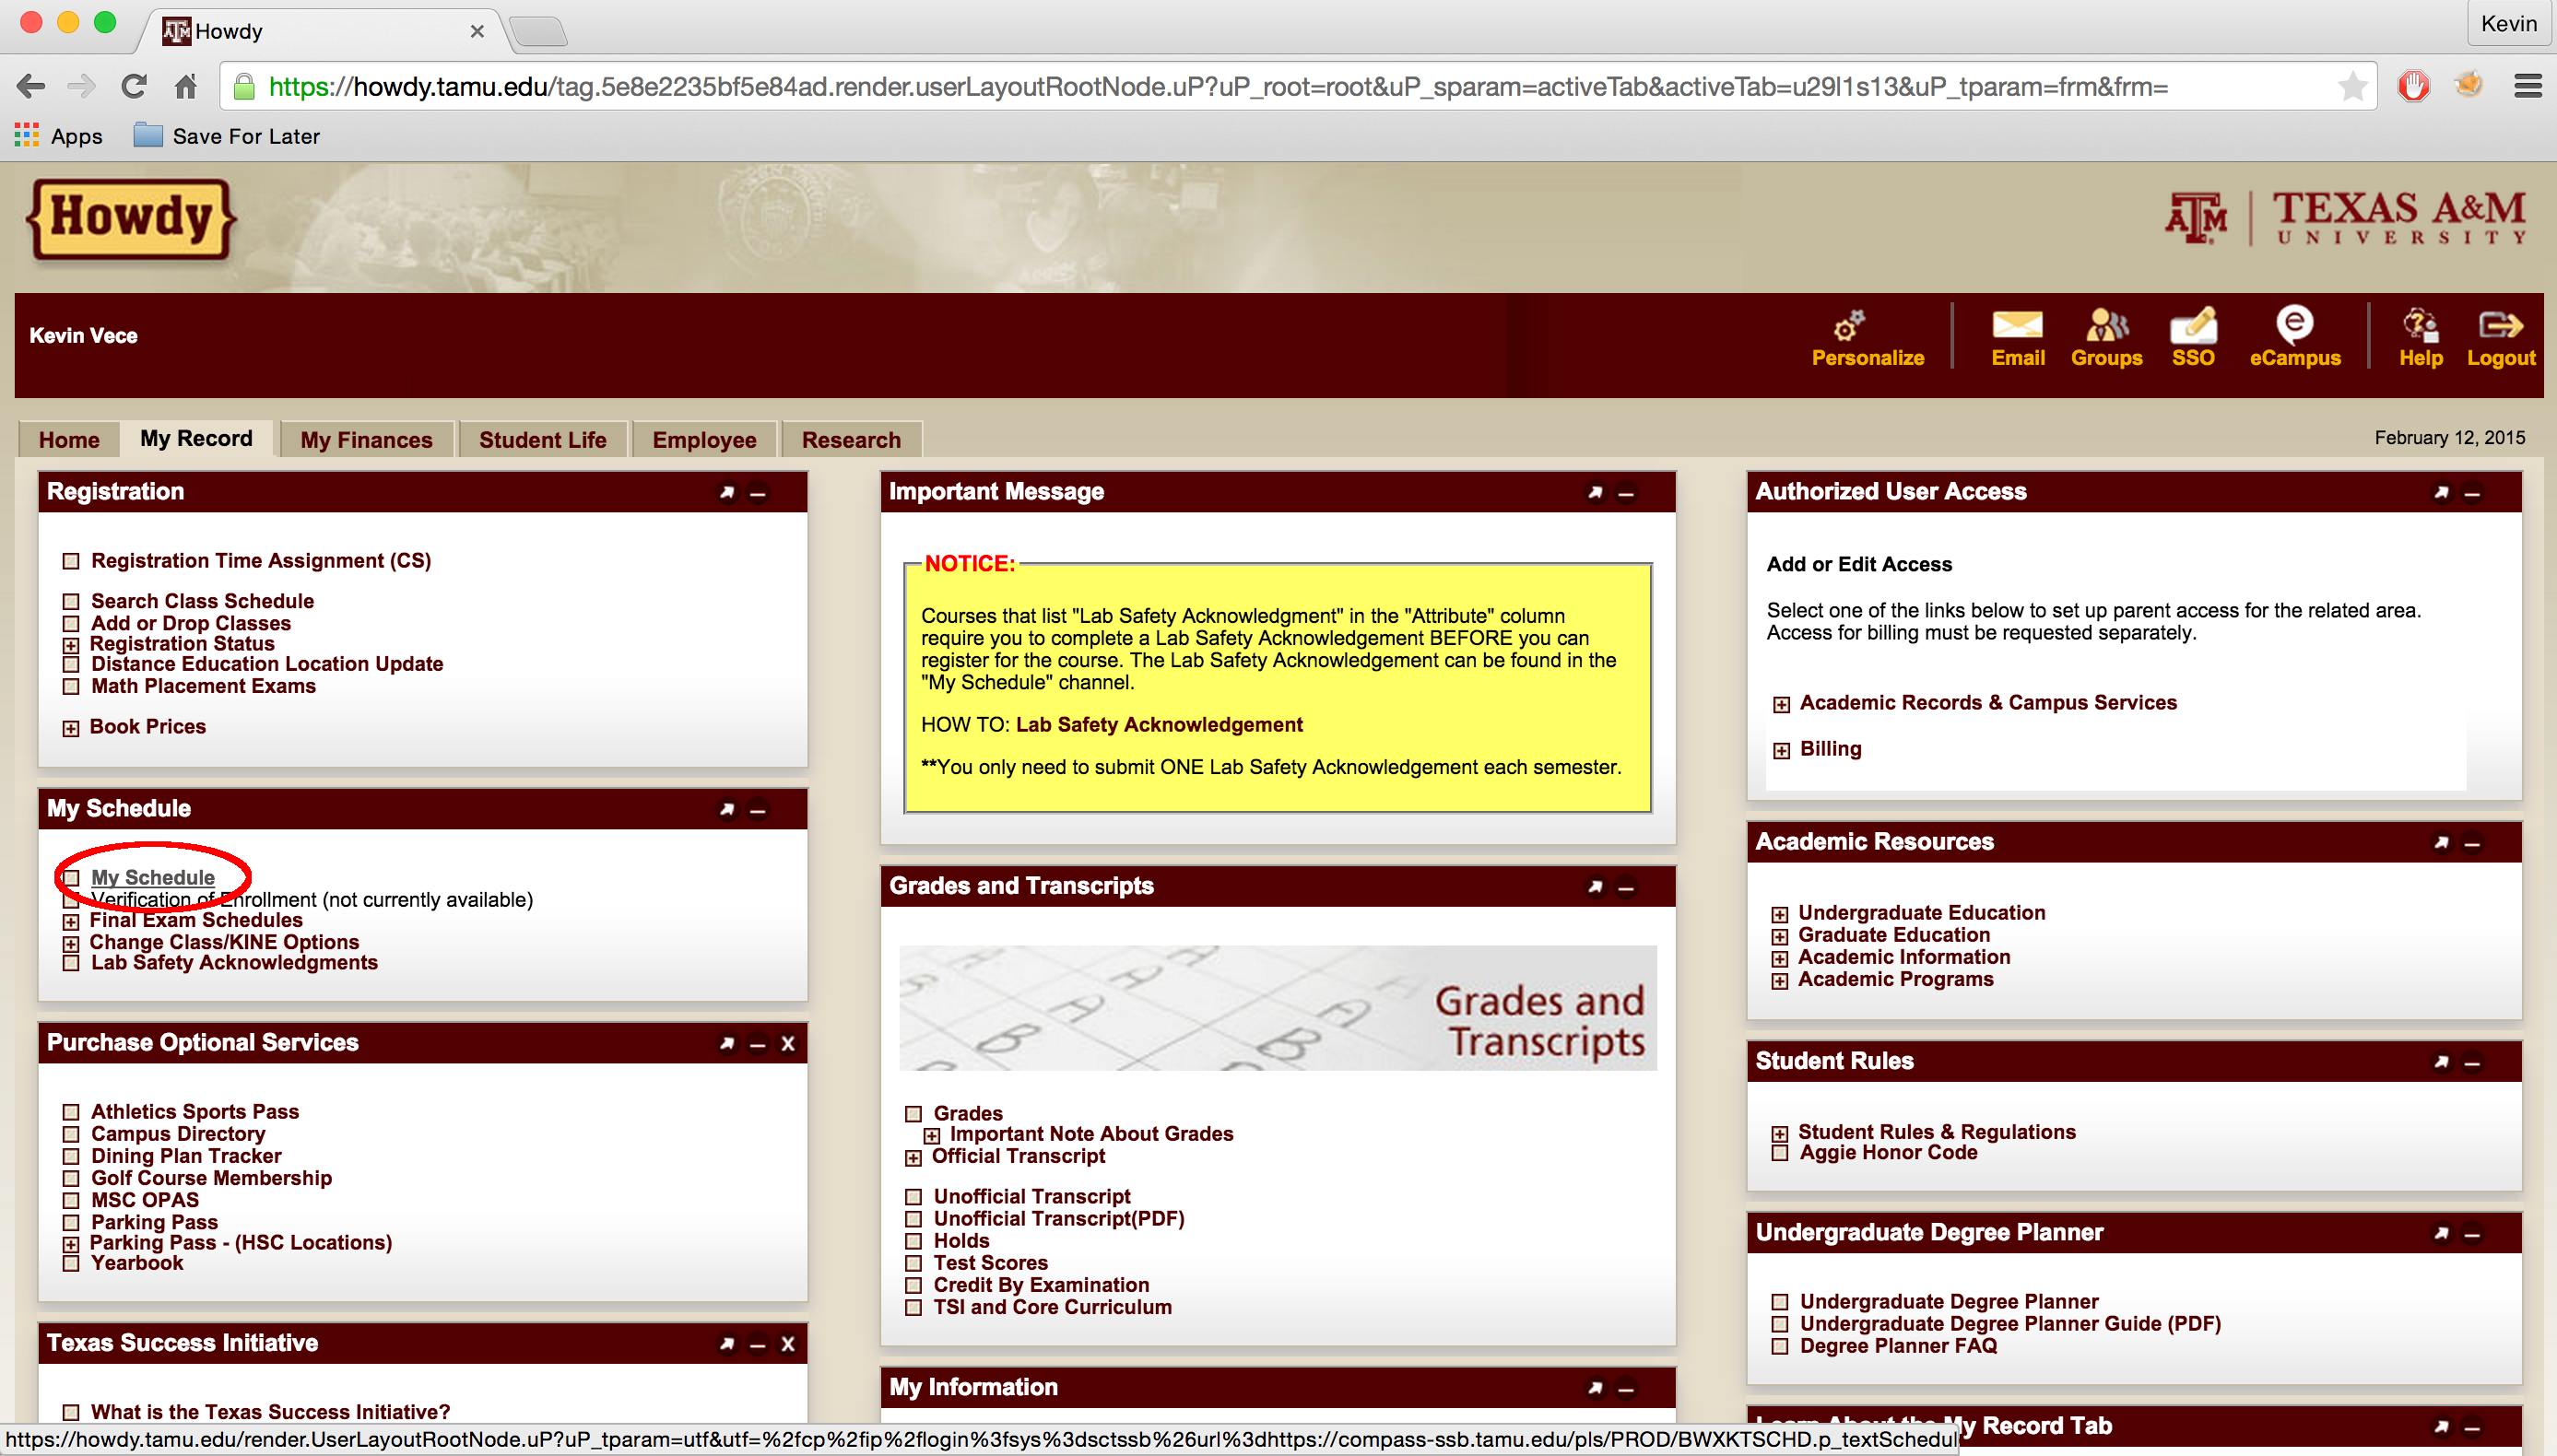 Howdy
Kevin
https://howdy.tamu.edu/tag.5e8e2235bf5e84ad.render.userLayoutRootNode.uP?uP_root=root&uP_sparam=activeTab&activeTab=u29l1s13&uP_tparam=frm&frm=
Apps
Save For Later
Howdy
ATM
TEXAS A&M
UNIVERSITY
Kevin Vece
Personalize
Email
Groups
SSO
eCampus
Help
Logout
Home
My Record
My Finances
Student Life
Employee
Research
February 12, 2015
Registration
Registration Time Assignment (CS)
Search Class Schedule
Add or Drop Classes
Registration Status
Distance Education Location Update
Math Placement Exams
Book Prices
My Schedule
My Schedule
Verification of Enrollment (not currently available)
Final Exam Schedules
Change Class/KINE Options
Lab Safety Acknowledgments
Purchase Optional Services
Athletics Sports Pass
Campus Directory
Dining Plan Tracker
Golf Course Membership
MSC OPAS
Parking Pass
Parking Pass - (HSC Locations)
Yearbook
Texas Success Initiative
What is the Texas Success Initiative?
Important Message
NOTICE:
Courses that list "Lab Safety Acknowledgment" in the "Attribute" column
require you to complete a Lab Safety Acknowledgement BEFORE you can
register for the course. The Lab Safety Acknowledgement can be found in the
"My Schedule" channel.
HOW TO: Lab Safety Acknowledgement
**You only need to submit ONE Lab Safety Acknowledgement each semester.
Grades and Transcripts
Grades and
Transcripts
Grades
Important Note About Grades
Official Transcript
Unofficial Transcript
Unofficial Transcript(PDF)
Holds
Test Scores
Credit By Examination
TSI and Core Curriculum
My Information
Authorized User Access
Add or Edit Access
Select one of the links below to set up parent access for the related area.
Access for billing must be requested separately.
Academic Records & Campus Services
Billing
Academic Resources
Undergraduate Education
Graduate Education
Academic Information
Academic Programs
Student Rules
Student Rules & Regulations
Aggie Honor Code
Undergraduate Degree Planner
Undergraduate Degree Planner
Undergraduate Degree Planner Guide (PDF)
Degree Planner FAQ
Learn About the My Record Tab
https://howdy.tamu.edu/render.UserLayoutRootNode.uP?uP_tparam=utf&utf=%2fcp%2fip%2flogin%3fsys%3dsctssb%26url%3dhttps://compass-ssb.tamu.edu/pls/PROD/BWXKTSCHD.p_textSchedul